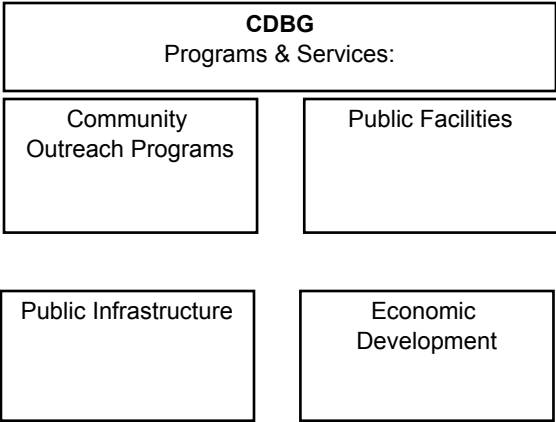 CDBG
Programs & Services:
Community
Outreach Programs
Public Facilities
Public Infrastructure
Economic
Development